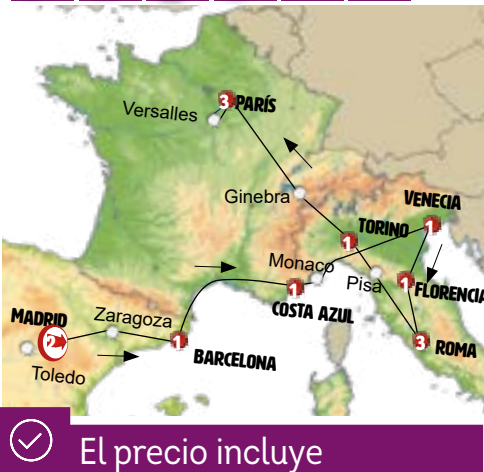 3 PARÍS
Versalles
Ginebra
VENECIA
1
TORINO
1
Monaco
Pisa
1 FLORENCIA
1
COSTA AZUL
MADRID
2
Zaragoza
1
BARCELONA
3 ROMA
Toledo
El precio incluye